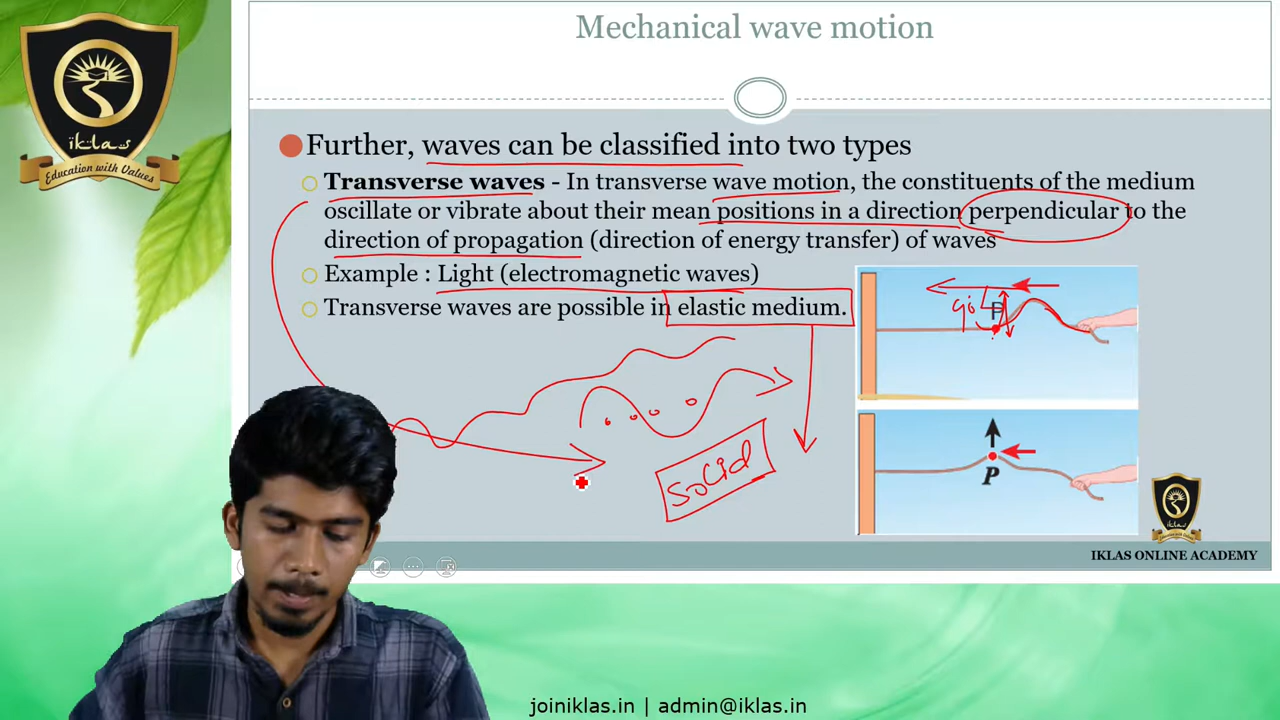 Mechanical wave motion
iklas
Education with Values
Further, waves can be classified into two types
Transverse waves - In transverse wave motion, the constituents of the medium
oscillate or vibrate about their mean positions in a direction perpendicular to the
direction of propagation (direction of energy transfer) of waves
Example : Light (electromagnetic waves)
Transverse waves are possible in elastic medium.
90
P
Solid
P
iklas
IKLAS ONLINE ACADEMY
joiniklas.in | admin@iklas.in